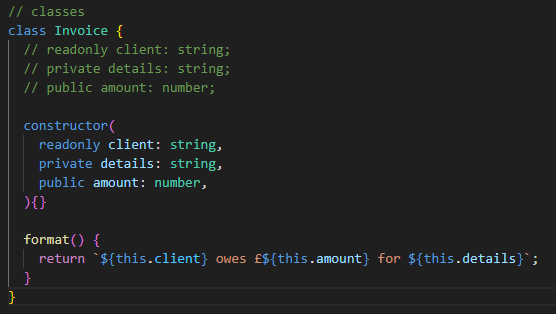 // classes
class Invoice {
// readonly client: string;
// private details: string;
// public amount: number;
constructor(
readonly client: string,
private details: string,
public amount: number,
){}
format() {
return `${this.client} owes £${this.amount} for ${this.details}`;
}
}